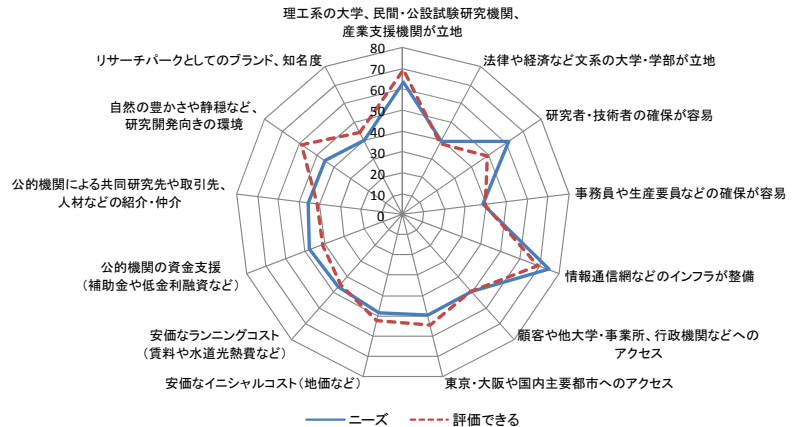 理工系の大学、民間・公設試験研究機関、
産業支援機関が立地
法律や経済など文系の大学・学部が立地
研究者・技術者の確保が容易
事務員や生産要員などの確保が容易
情報通信網などのインフラが整備
顧客や他大学・事業所、行政機関などへの
アクセス
東京・大阪や国内主要都市へのアクセス
安価なイニシャルコスト（地価など）
安価なランニングコスト
（賃料や水道光熱費など）
公的機関の資金支援
（補助金や低金利融資など）
公的機関による共同研究先や取引先、
人材などの紹介・仲介
自然の豊かさや静穏など、
研究開発向きの環境
リサーチパークとしてのブランド、知名度
80
70
60
50
40
30
20
10
0
ニーズ
評価できる